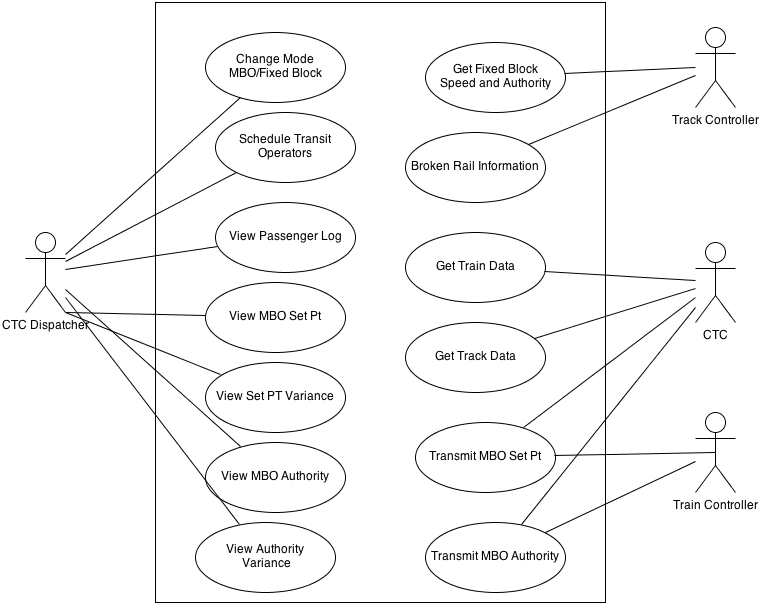 Change Mode
MBO/Fixed Block
Schedule Transit
Operators
View Passenger Log
View MBO Set Pt
View Set PT Variance
View MBO Authority
View Authority
Variance
CTC Dispatcher
Get Fixed Block
Speed and Authority
Broken Rail Information
Get Train Data
Get Track Data
Transmit MBO Set Pt
Transmit MBO Authority
Track Controller
CTC
Train Controller